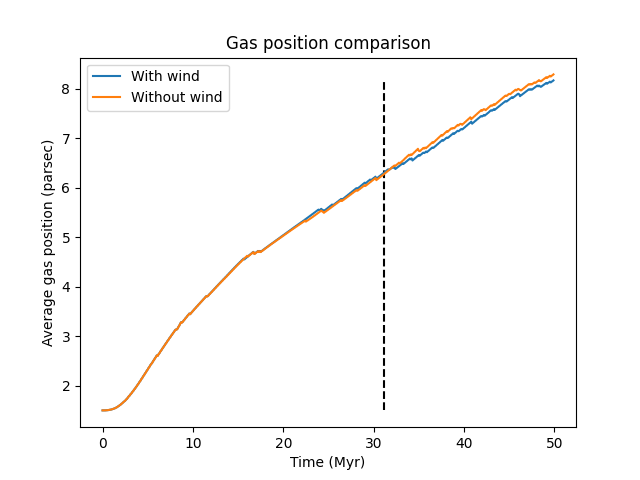 Gas position comparison
With wind
Without wind
Average gas position (parsec)
8
7
6
5
4
3
2
0 10 20 30 40 50
Time (Myr)